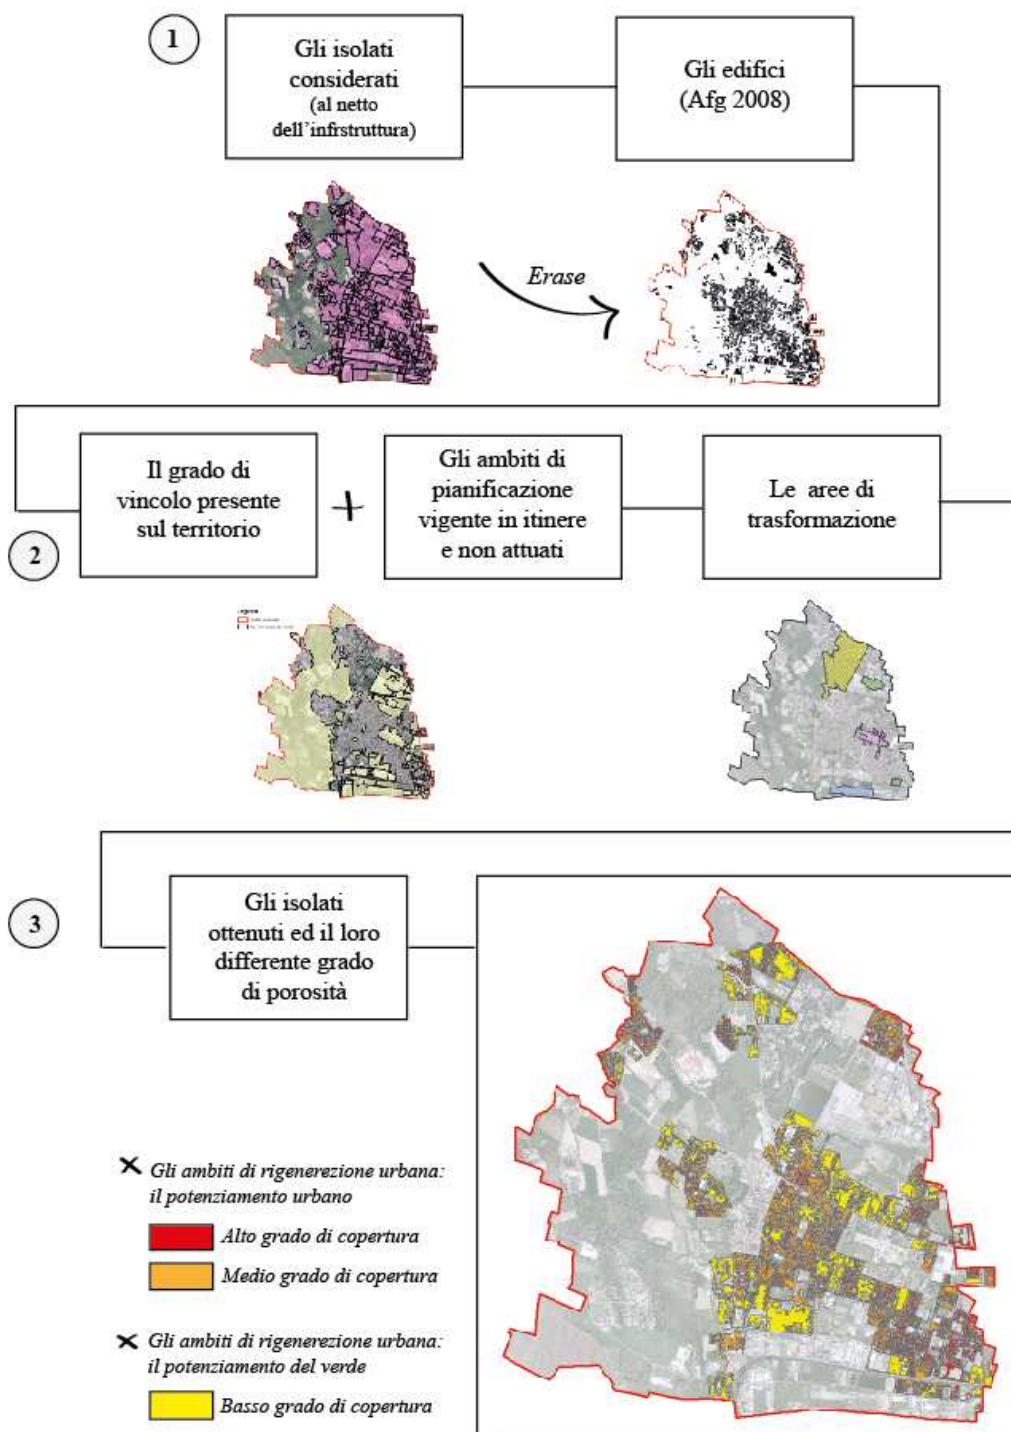 1
Gli isolati
considerati
(al netto
dell'infrstruttura)
Gli edifici
(Afg 2008)
Erase
2
Il grado di
vincolo presente
sul territorio
+
Gli ambiti di
pianificazione
vigente in itinere
e non attuati
Le aree di
trasformazione
3
Gli isolati
ottenuti ed il loro
differente grado
di porosità
Gli ambiti di rigenerezione urbana:
il potenziamento urbano
Alto grado di copertura
Medio grado di copertura
Gli ambiti di rigenerezione urbana:
il potenziamento del verde
Basso grado di copertura